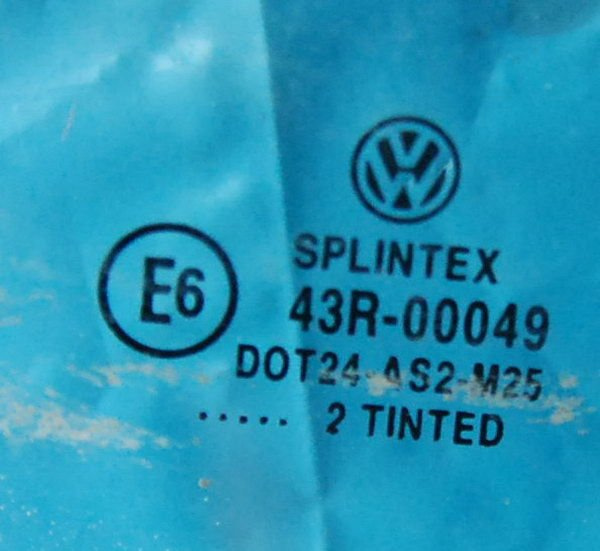 SPLINTEX
E6
43R-00049
DOT24-AS2-M25
..... 2 TINTED